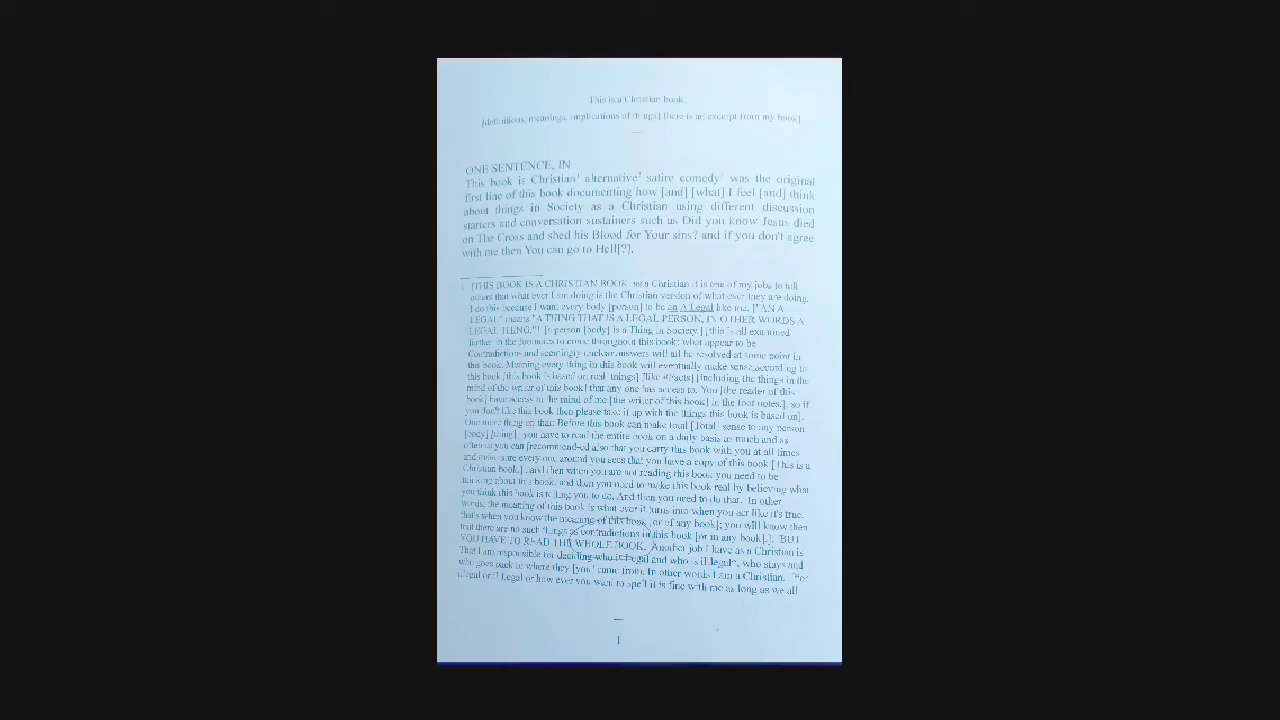 This is a Christian book.
[definitions, meanings, implications of things] [here is an excerpt from my book]
ONE SENTENCE, IN
This book is Christian¹ alternative² satire comedy³ was the original
first line of this book documenting how [and] [what] I feel [and] think
about things in Society as a Christian using different discussion
starters and conversation sustainers such as Did you know Jesus died
on The Cross and shed his Blood for Your sins? and if you don't agree
with me then You can go to Hell[?].
¹ [THIS BOOK IS A CHRISTIAN BOOK, as a Christian it is one of my jobs to tell
others that what ever I am doing is the Christian version of what ever they are doing.
I do this because I want every body [person] to be an A Legal like me. ["AN A
LEGAL" means "A THING THAT IS A LEGAL PERSON, IN OTHER WORDS A
LEGAL THING."] [a person [body] is a Thing in Society.] [this is all examined
further in the footnotes to come throughout this book: what appear to be
Contradictions and seemingly unclear answers will all be resolved at some point in
this book. Meaning every thing in this book will eventually make sense according to
this book [this book is based on real things] [like Facts] [including the things in the
mind of the writer of this book] that any one has access to. You [the reader of this
book] have access to the mind of me [the writer of this book] in the foot notes.], so if
you don't like this book then please take it up with the things this book is based on].
One more thing on that: Before this book can make total [Total] sense to any person
[body] [thing], you have to read the entire book on a daily basis as much and as
often as you can [recommend-ed also that you carry this book with you at all times
and make sure every one around you sees that you have a copy of this book [This is a
Christian book.] , and then when you are not reading this book you need to be
thinking about this book, and then you need to make this book real by believing what
you think this book is telling you to do. And then you need to do that. In other
words, the meaning of this book is what ever it turns into when you act like it's true,
that's when you know the meaning of this book [or of any book]; you will know then
that there are no such things as contradictions in this book [or in any book].]. BUT
YOU HAVE TO READ THE WHOLE BOOK. Another job I have as a Christian is
That I am responsible for deciding who is legal and who is iLlegal*, who stays and
who goes back to where they [you] came from. In other words I am a Christian. [*or
illegal or Legal or how ever you want to spell it is fine with me as long as we all
1